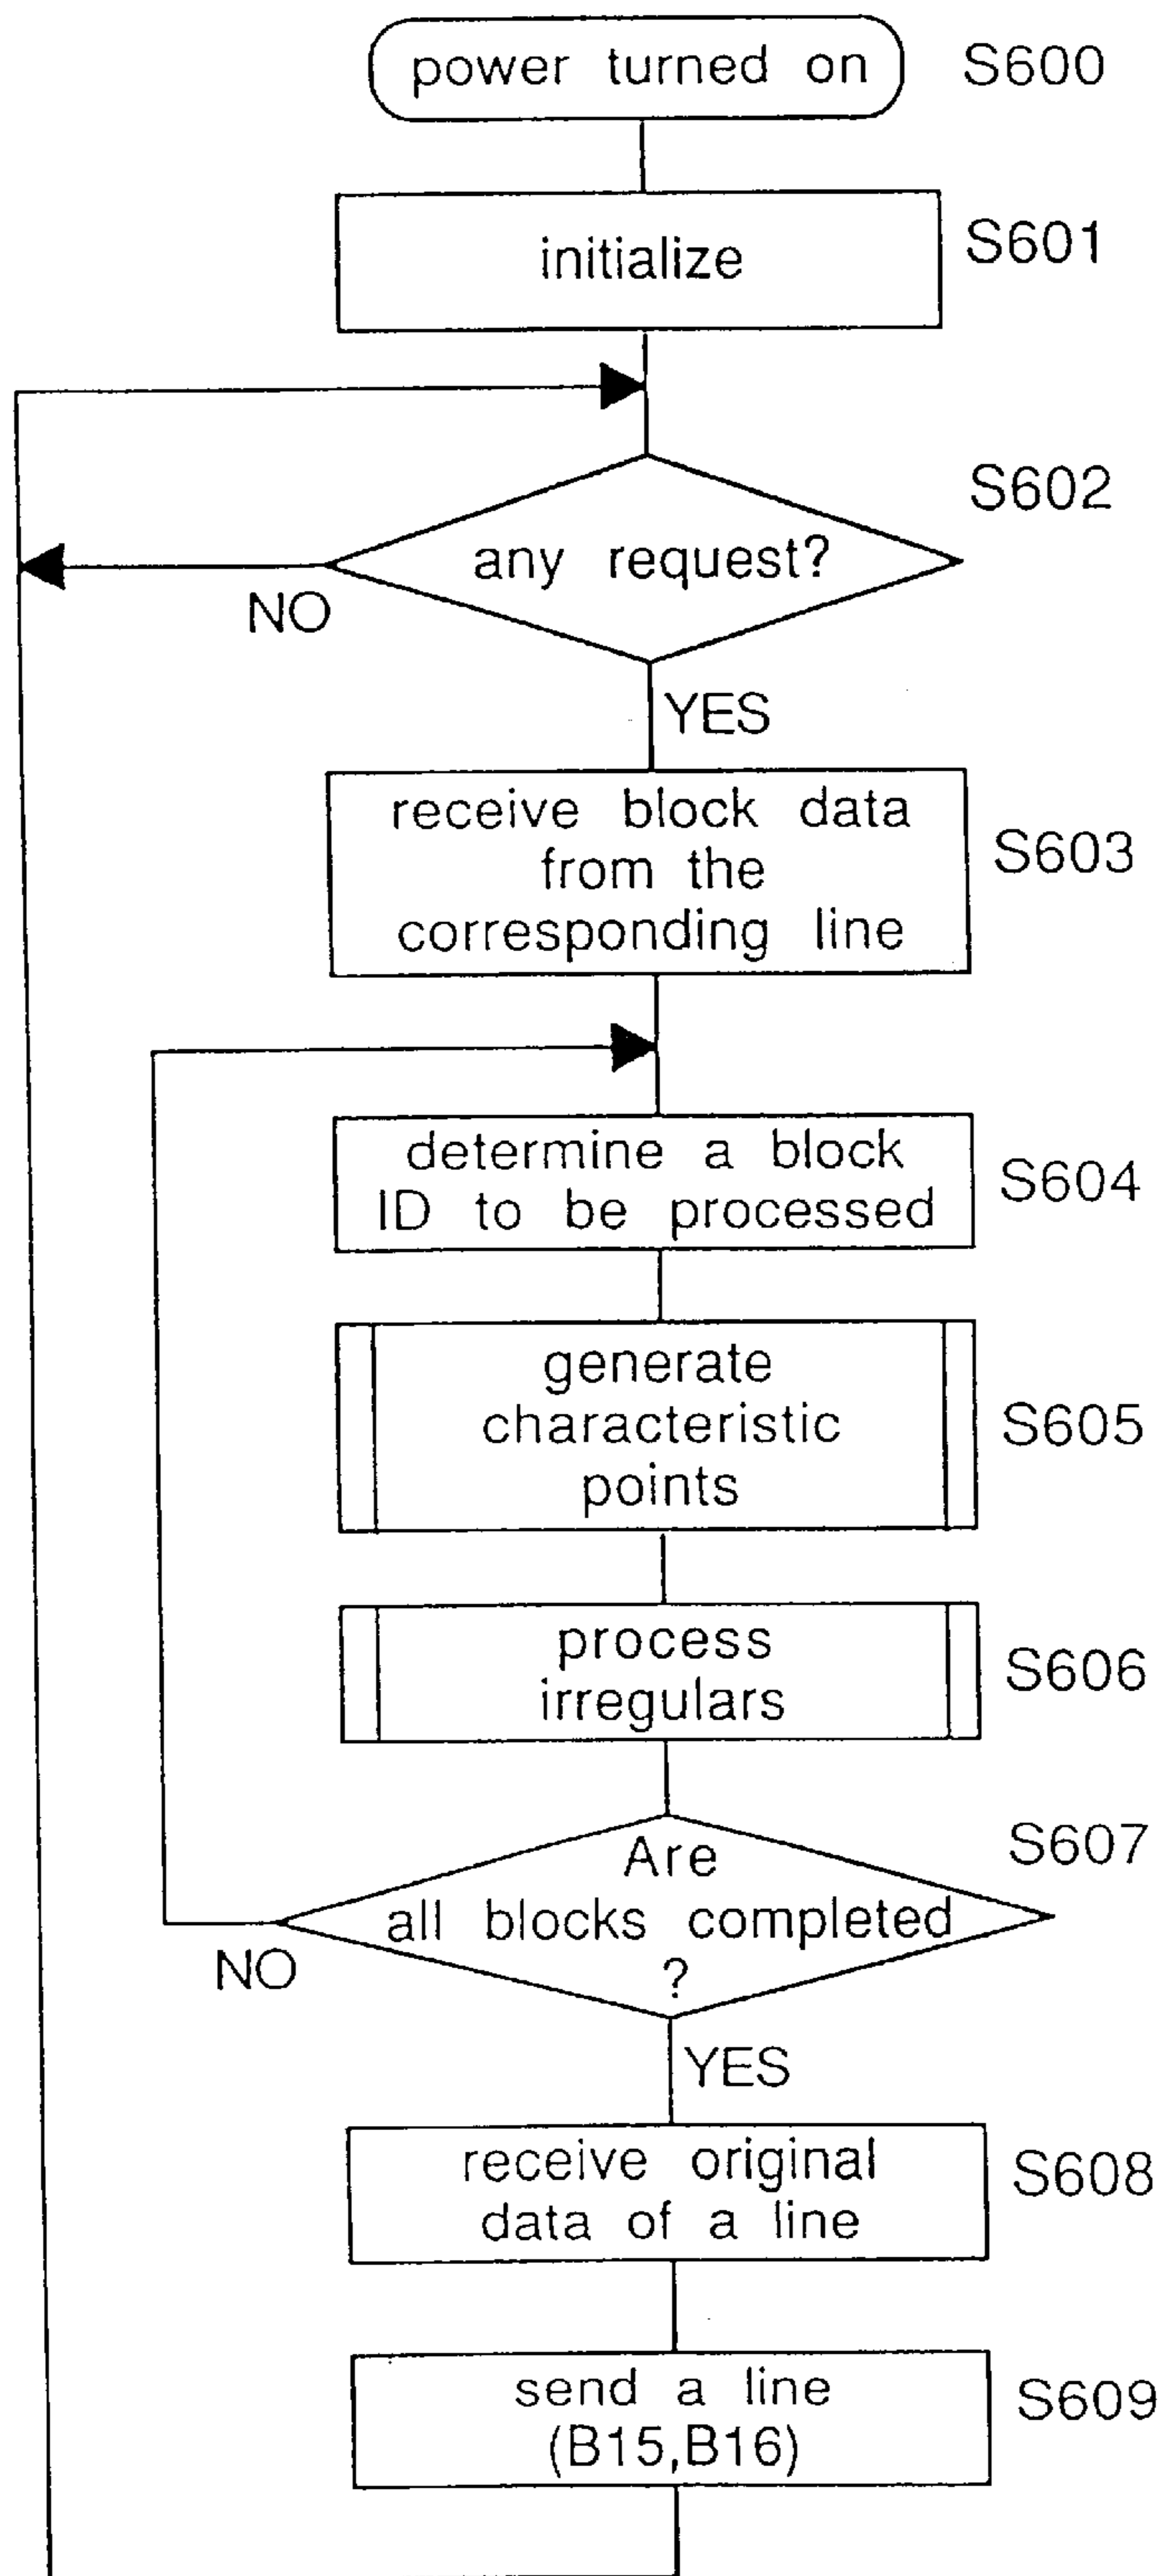 power turned on S600
initialize S601
S602
any request?
NO
YES
receive block data
from the
corresponding line
S603
determine a block
ID to be processed
S604
generate
characteristic
points
S605
process
irregulars
S606
S607
Are
all blocks completed
?
NO
YES
receive original
data of a line
S608
send a line
(B15,B16)
S609